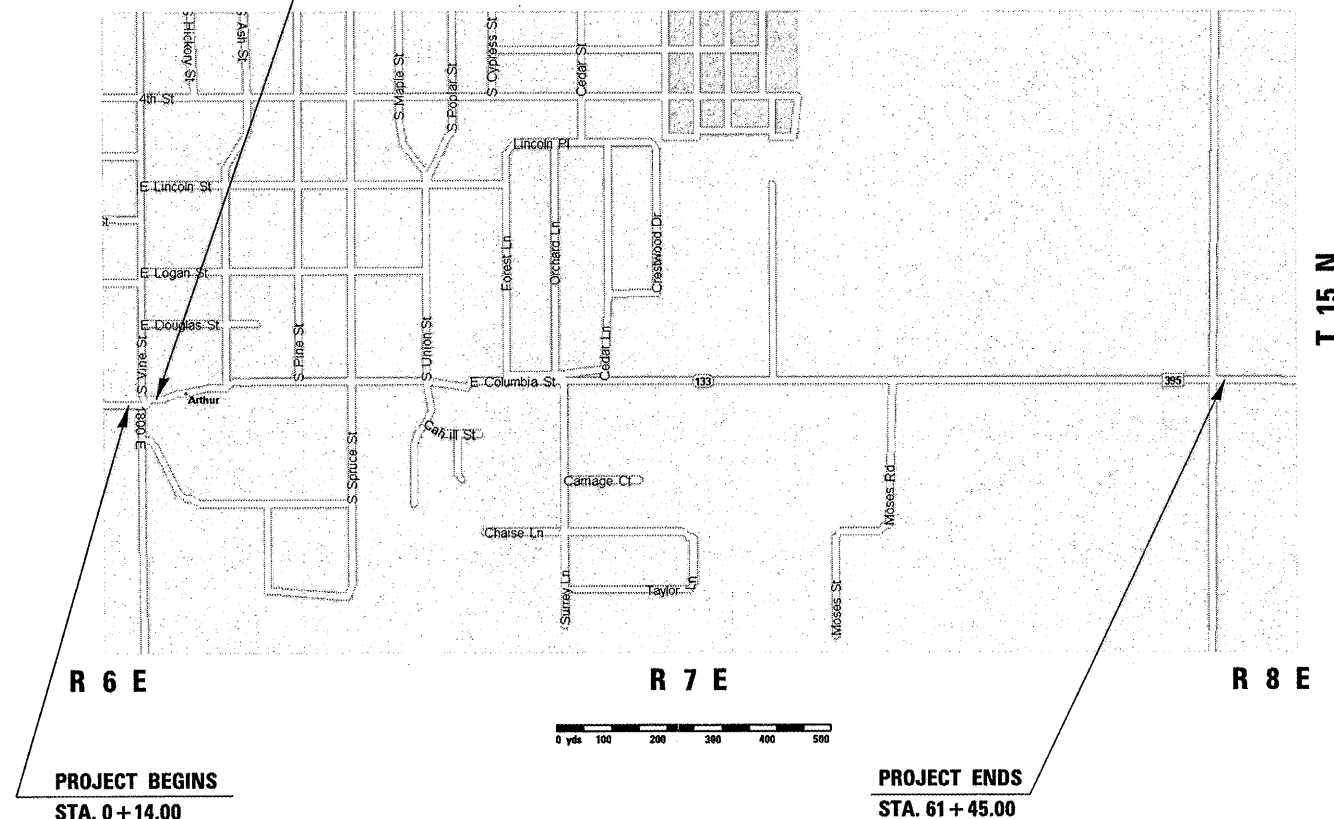 S Hickory St
S Ash St
S Cypress St
Cedar St
S Maple St
S Poplar St
4th St
Lincoln Pl
E Lincoln St
St
Forest Ln
Orchard Ln
Crestwood Dr
E Logan St
E Douglas St
S Vine St
S Pine St
S Union St
Cedar Ln
E Columbia St
133
395
Arthur
1800 E
Cahill St
S Spruce St
Carriage Ct
Moses Rd
Chaise Ln
Surrey Ln
Taylor Ln
Moses St
T 15 N
R 6 E
R 7 E
R 8 E
0 yds 100 200 300 400 500
PROJECT BEGINS
STA. 0+14.00
PROJECT ENDS
STA. 61+45.00